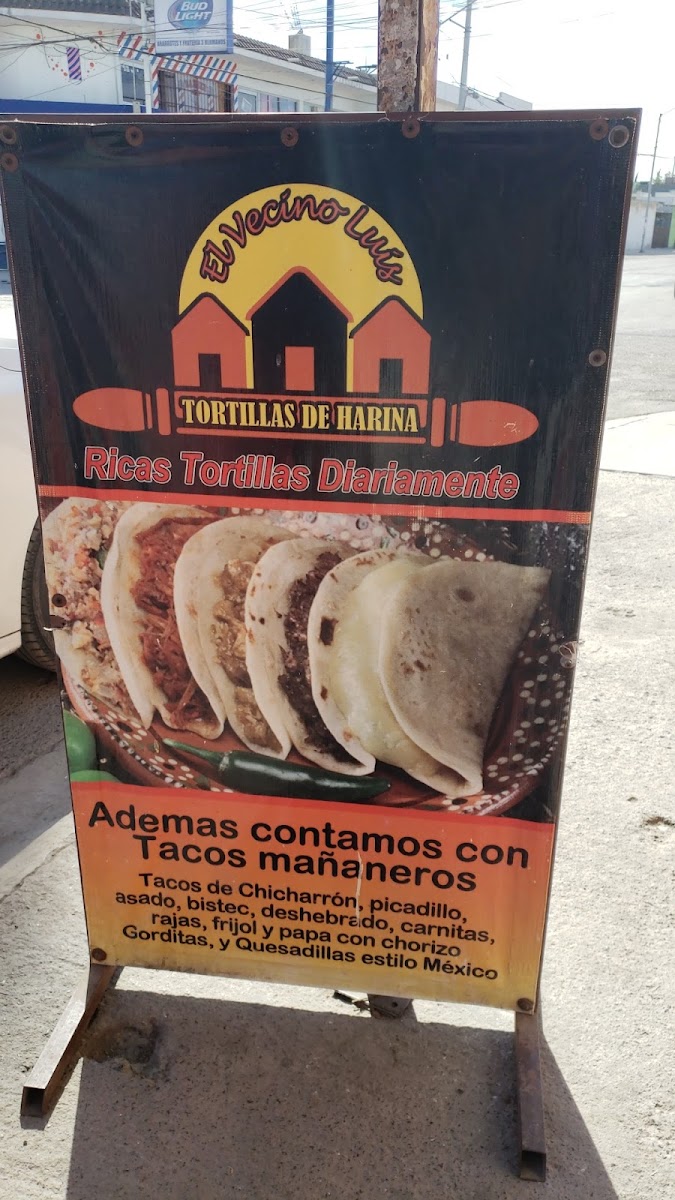 BUD
LIGHT
El Vecino Luís
TORTILLAS DE HARINA
Ricas Tortillas Diariamente
Ademas contamos con
Tacos mañaneros
Tacos de Chicharrón, picadillo,
asado, bistec, deshebrado, carnitas,
rajas, frijol y papa con chorizo
Gorditas, y Quesadillas estilo México